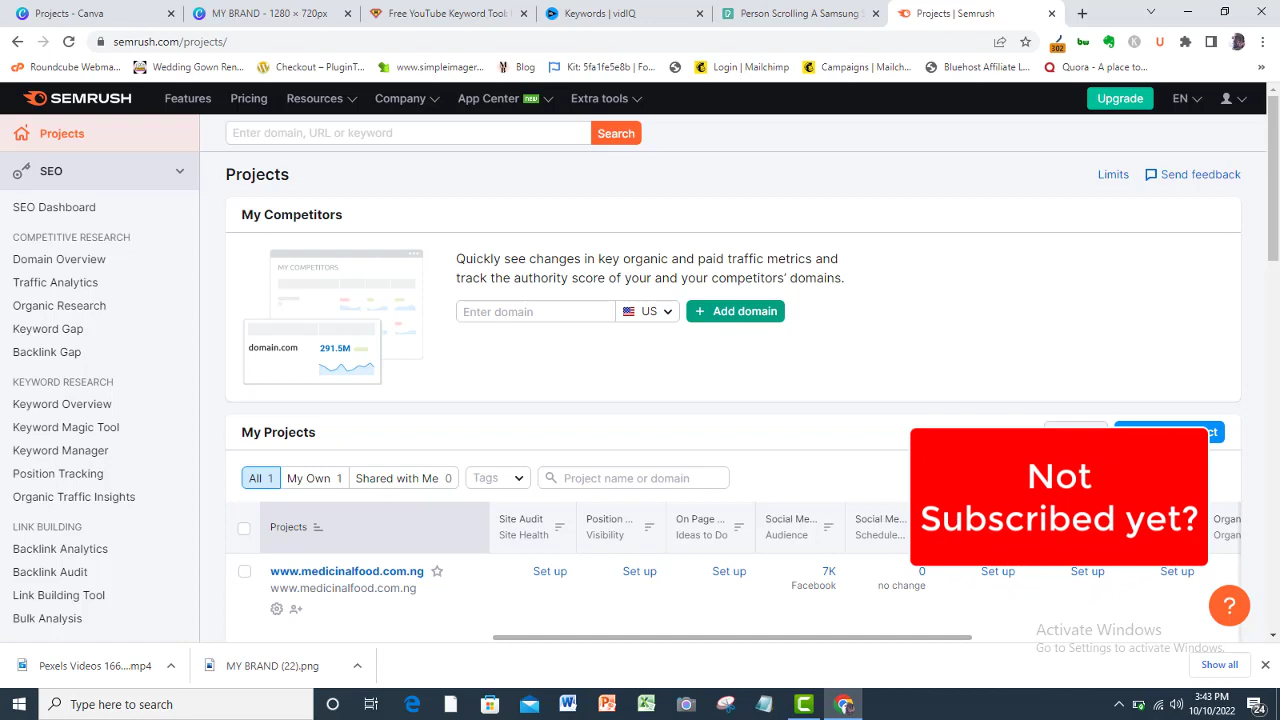 Canva - Projects
MY BRAND - 1280 × 720px
Free YouTube Keyword Tool
Keywords | vidIQ
Person Scrolling A Samsung
Projects | Semrush
semrush.com/projects/
302
Roundcube Webma...
Wedding Gown Ren...
Checkout – Plugin...
www.simpleimager...
Blog
Kit: 5fa1fe5e8b | Fo...
Login | Mailchimp
Campaigns | Mailch...
Bluehost Affiliate L...
Quora - A place to...
»
SEMRUSH
Features
Pricing
Resources
Company
App Center NEW
Extra tools
Upgrade
EN
Projects
Enter domain, URL or keyword
Search
SEO
SEO Dashboard
COMPETITIVE RESEARCH
Domain Overview
Traffic Analytics
Organic Research
Keyword Gap
Backlink Gap
KEYWORD RESEARCH
Keyword Overview
Keyword Magic Tool
Keyword Manager
Position Tracking
Organic Traffic Insights
LINK BUILDING
Backlink Analytics
Backlink Audit
Link Building Tool
Bulk Analysis
Projects
Limits
Send feedback
My Competitors
MY COMPETITORS
domain.com
291.5M
Quickly see changes in key organic and paid traffic metrics and
track the authority score of your and your competitors' domains.
Enter domain
US
+ Add domain
My Projects
Not
Subscribed yet?
All 1
My Own 1
Shared with Me 0
Tags
Project name or domain
Projects
Site Audit
Site Health
Position ...
Visibility
On Page ...
Ideas to Do
Social Me...
Audience
Social Me...
Schedule...
Organ
Organ
www.medicinalfood.com.ng
www.medicinalfood.com.ng
Set up
Set up
Set up
7K
Facebook
0
no change
Set up
Set up
Set up
?
Activate Windows
Go to Settings to activate Windows.
Pexels Videos 166....mp4
MY BRAND (22).png
Show all
Type here to search
3:43 PM
10/10/2022
24